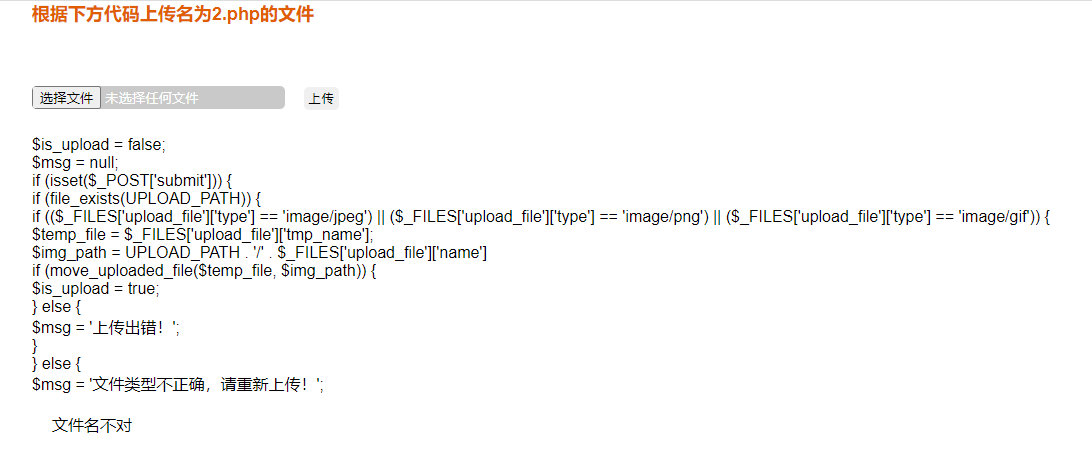 根据下方代码上传名为2.php的文件
选择文件 未选择任何文件 上传
$is_upload = false;
$msg = null;
if (isset($_POST['submit'])) {
if (file_exists(UPLOAD_PATH)) {
if (($_FILES['upload_file']['type'] == 'image/jpeg') || ($_FILES['upload_file']['type'] == 'image/png') || ($_FILES['upload_file']['type'] == 'image/gif')) {
$temp_file = $_FILES['upload_file']['tmp_name'];
$img_path = UPLOAD_PATH . '/' . $_FILES['upload_file']['name']
if (move_uploaded_file($temp_file, $img_path)) {
$is_upload = true;
} else {
$msg = '上传出错！';
}
} else {
$msg = '文件类型不正确，请重新上传！';
文件名不对